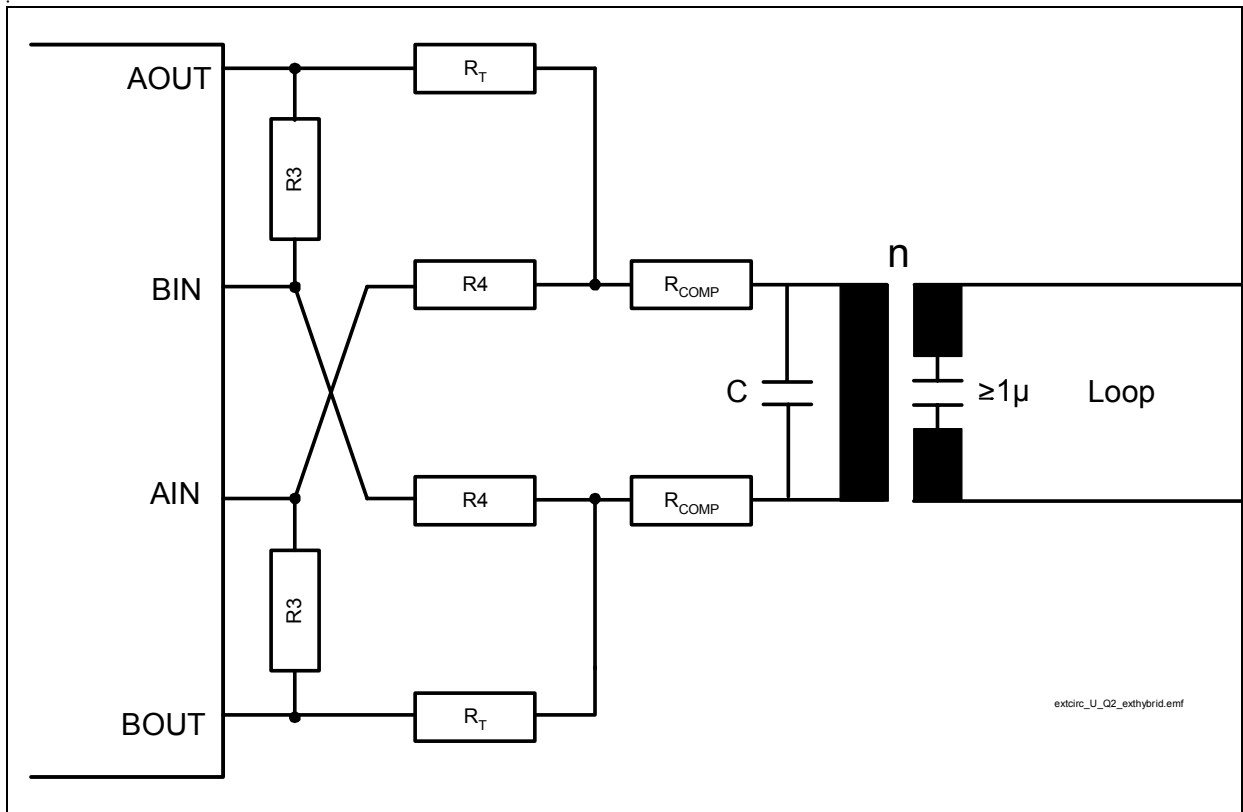 AOUT
R_T
R3
n
BIN
R4
R_COMP
C
≥1µ
Loop
AIN
R4
R_COMP
R3
BOUT
R_T
extcirc_U_Q2_exthybrid.emf